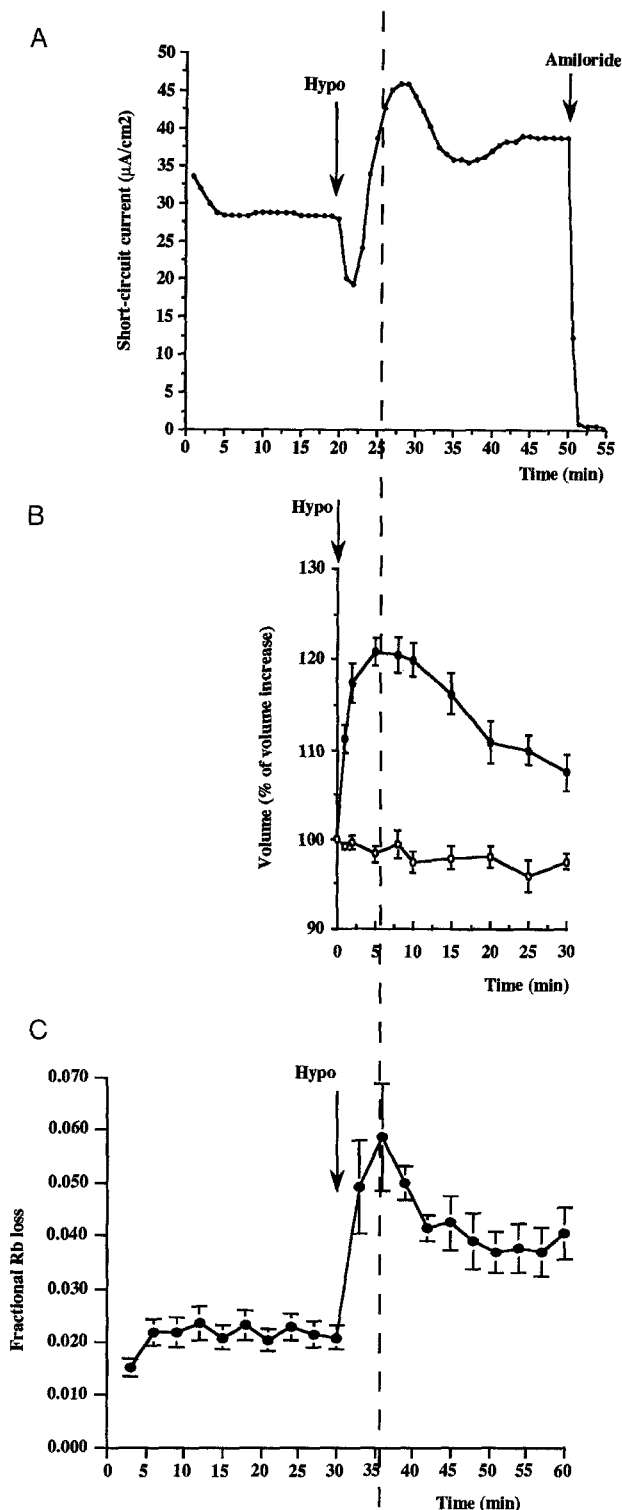 A
Short-circuit current (µA/cm2)
50
45
40
35
30
25
20
15
10
5
0
Hypo
Amiloride
0 5 10 15 20 25 30 35 40 45 50 55
Time (min)
B
Hypo
Volume (% of volume increase)
130
120
110
100
90
0 5 10 15 20 25 30
Time (min)
C
Hypo
Fractional Rb loss
0.070
0.060
0.050
0.040
0.030
0.020
0.010
0.000
0 5 10 15 20 25 30 35 40 45 50 55 60
Time (min)